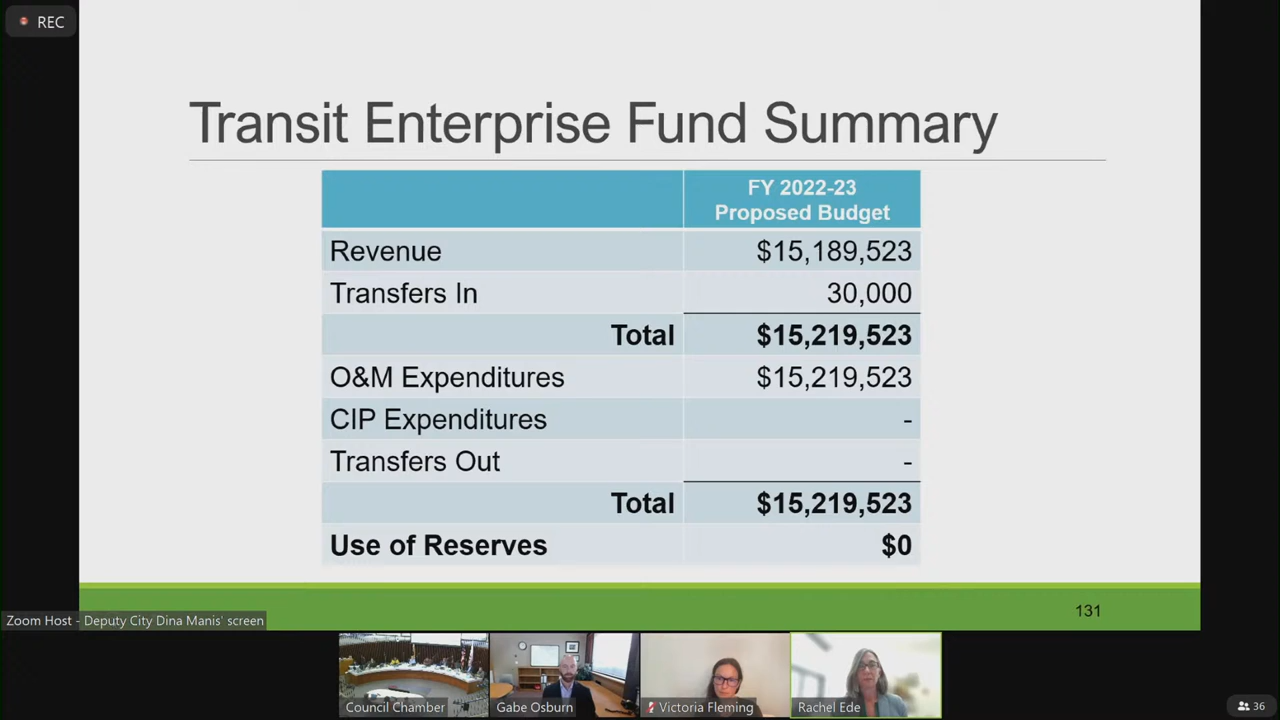 REC
Transit Enterprise Fund Summary
FY 2022-23
Proposed Budget
Revenue $15,189,523
Transfers In 30,000
Total $15,219,523
O&M Expenditures $15,219,523
CIP Expenditures -
Transfers Out -
Total $15,219,523
Use of Reserves $0
131
Zoom Host - Deputy City Dina Manis' screen
Council Chamber
Gabe Osburn
Victoria Fleming
Rachel Ede
36